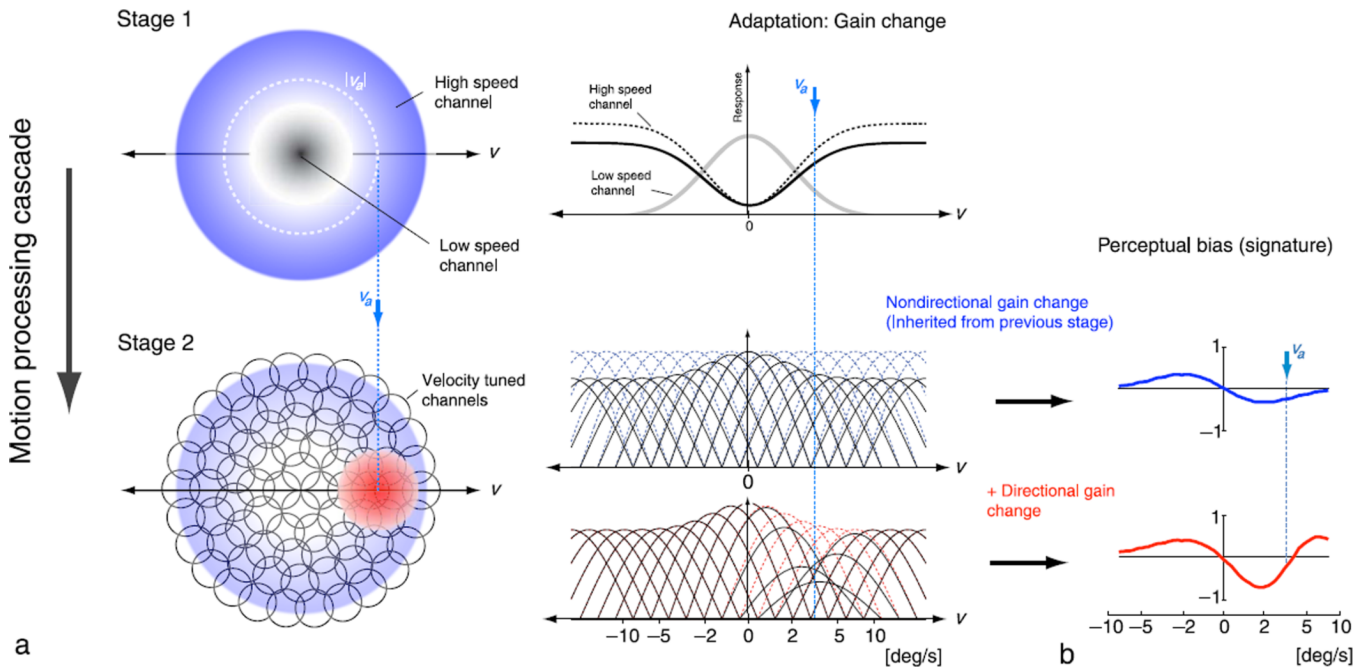 Motion processing cascade
Stage 1
|vₐ|
High speed
channel
v
Low speed
channel
vₐ
Stage 2
Velocity tuned
channels
v
a
Adaptation: Gain change
Response
vₐ
High speed
channel
Low speed
channel
0
v
0
v
−10 −5 −2 0 2 5 10
v
[deg/s]
Perceptual bias (signature)
Nondirectional gain change
(Inherited from previous stage)
1
vₐ
−1
+ Directional gain
change
1
−1
−10 −5 −2 0 2 5 10
b
[deg/s]